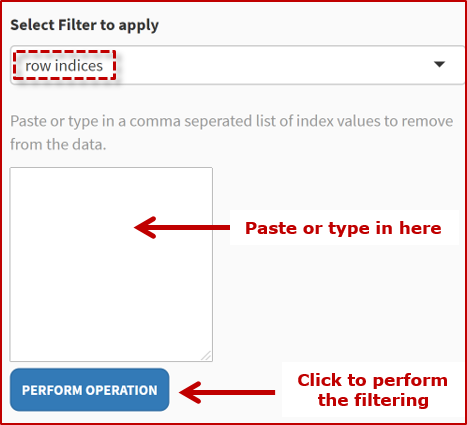 Select Filter to apply
row indices
Paste or type in a comma seperated list of index values to remove
from the data.
Paste or type in here
PERFORM OPERATION
Click to perform
the filtering